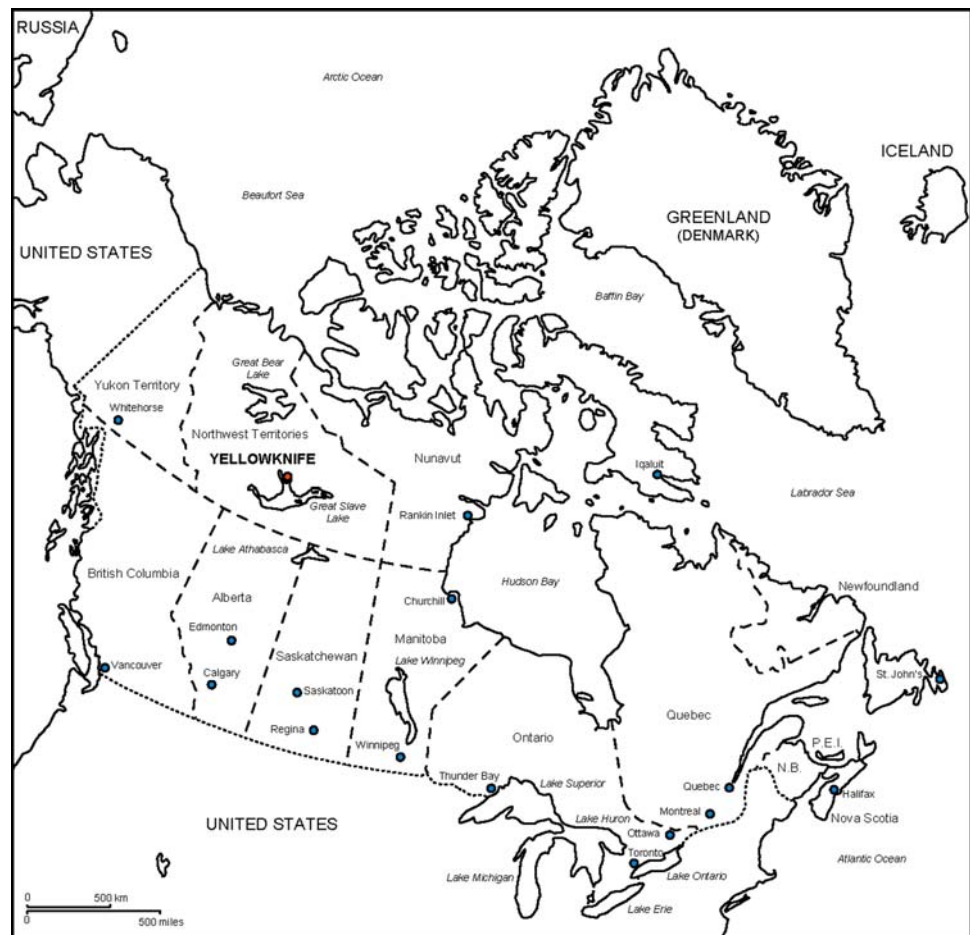 RUSSIA
Arctic Ocean
ICELAND
Beaufort Sea
GREENLAND
(DENMARK)
UNITED STATES
Baffin Bay
Great Bear
Lake
Yukon Territory
Whitehorse
Northwest Territories
YELLOWKNIFE
Nunavut
Iqaluit
Labrador Sea
Great Slave
Lake
Rankin Inlet
Lake Athabasca
British Columbia
Hudson Bay
Newfoundland
Alberta
Churchill
Edmonton
Manitoba
Saskatchewan
Lake Winnipeg
Vancouver
Calgary
St. John's
Saskatoon
Quebec
Regina
Ontario
P.E.I.
Winnipeg
N.B.
Thunder Bay
Lake Superior
Quebec
Halifax
Montreal
Nova Scotia
Lake Huron
UNITED STATES
Ottawa
Toronto
Atlantic Ocean
Lake Michigan
Lake Ontario
0 500 km
Lake Erie
0 500 miles